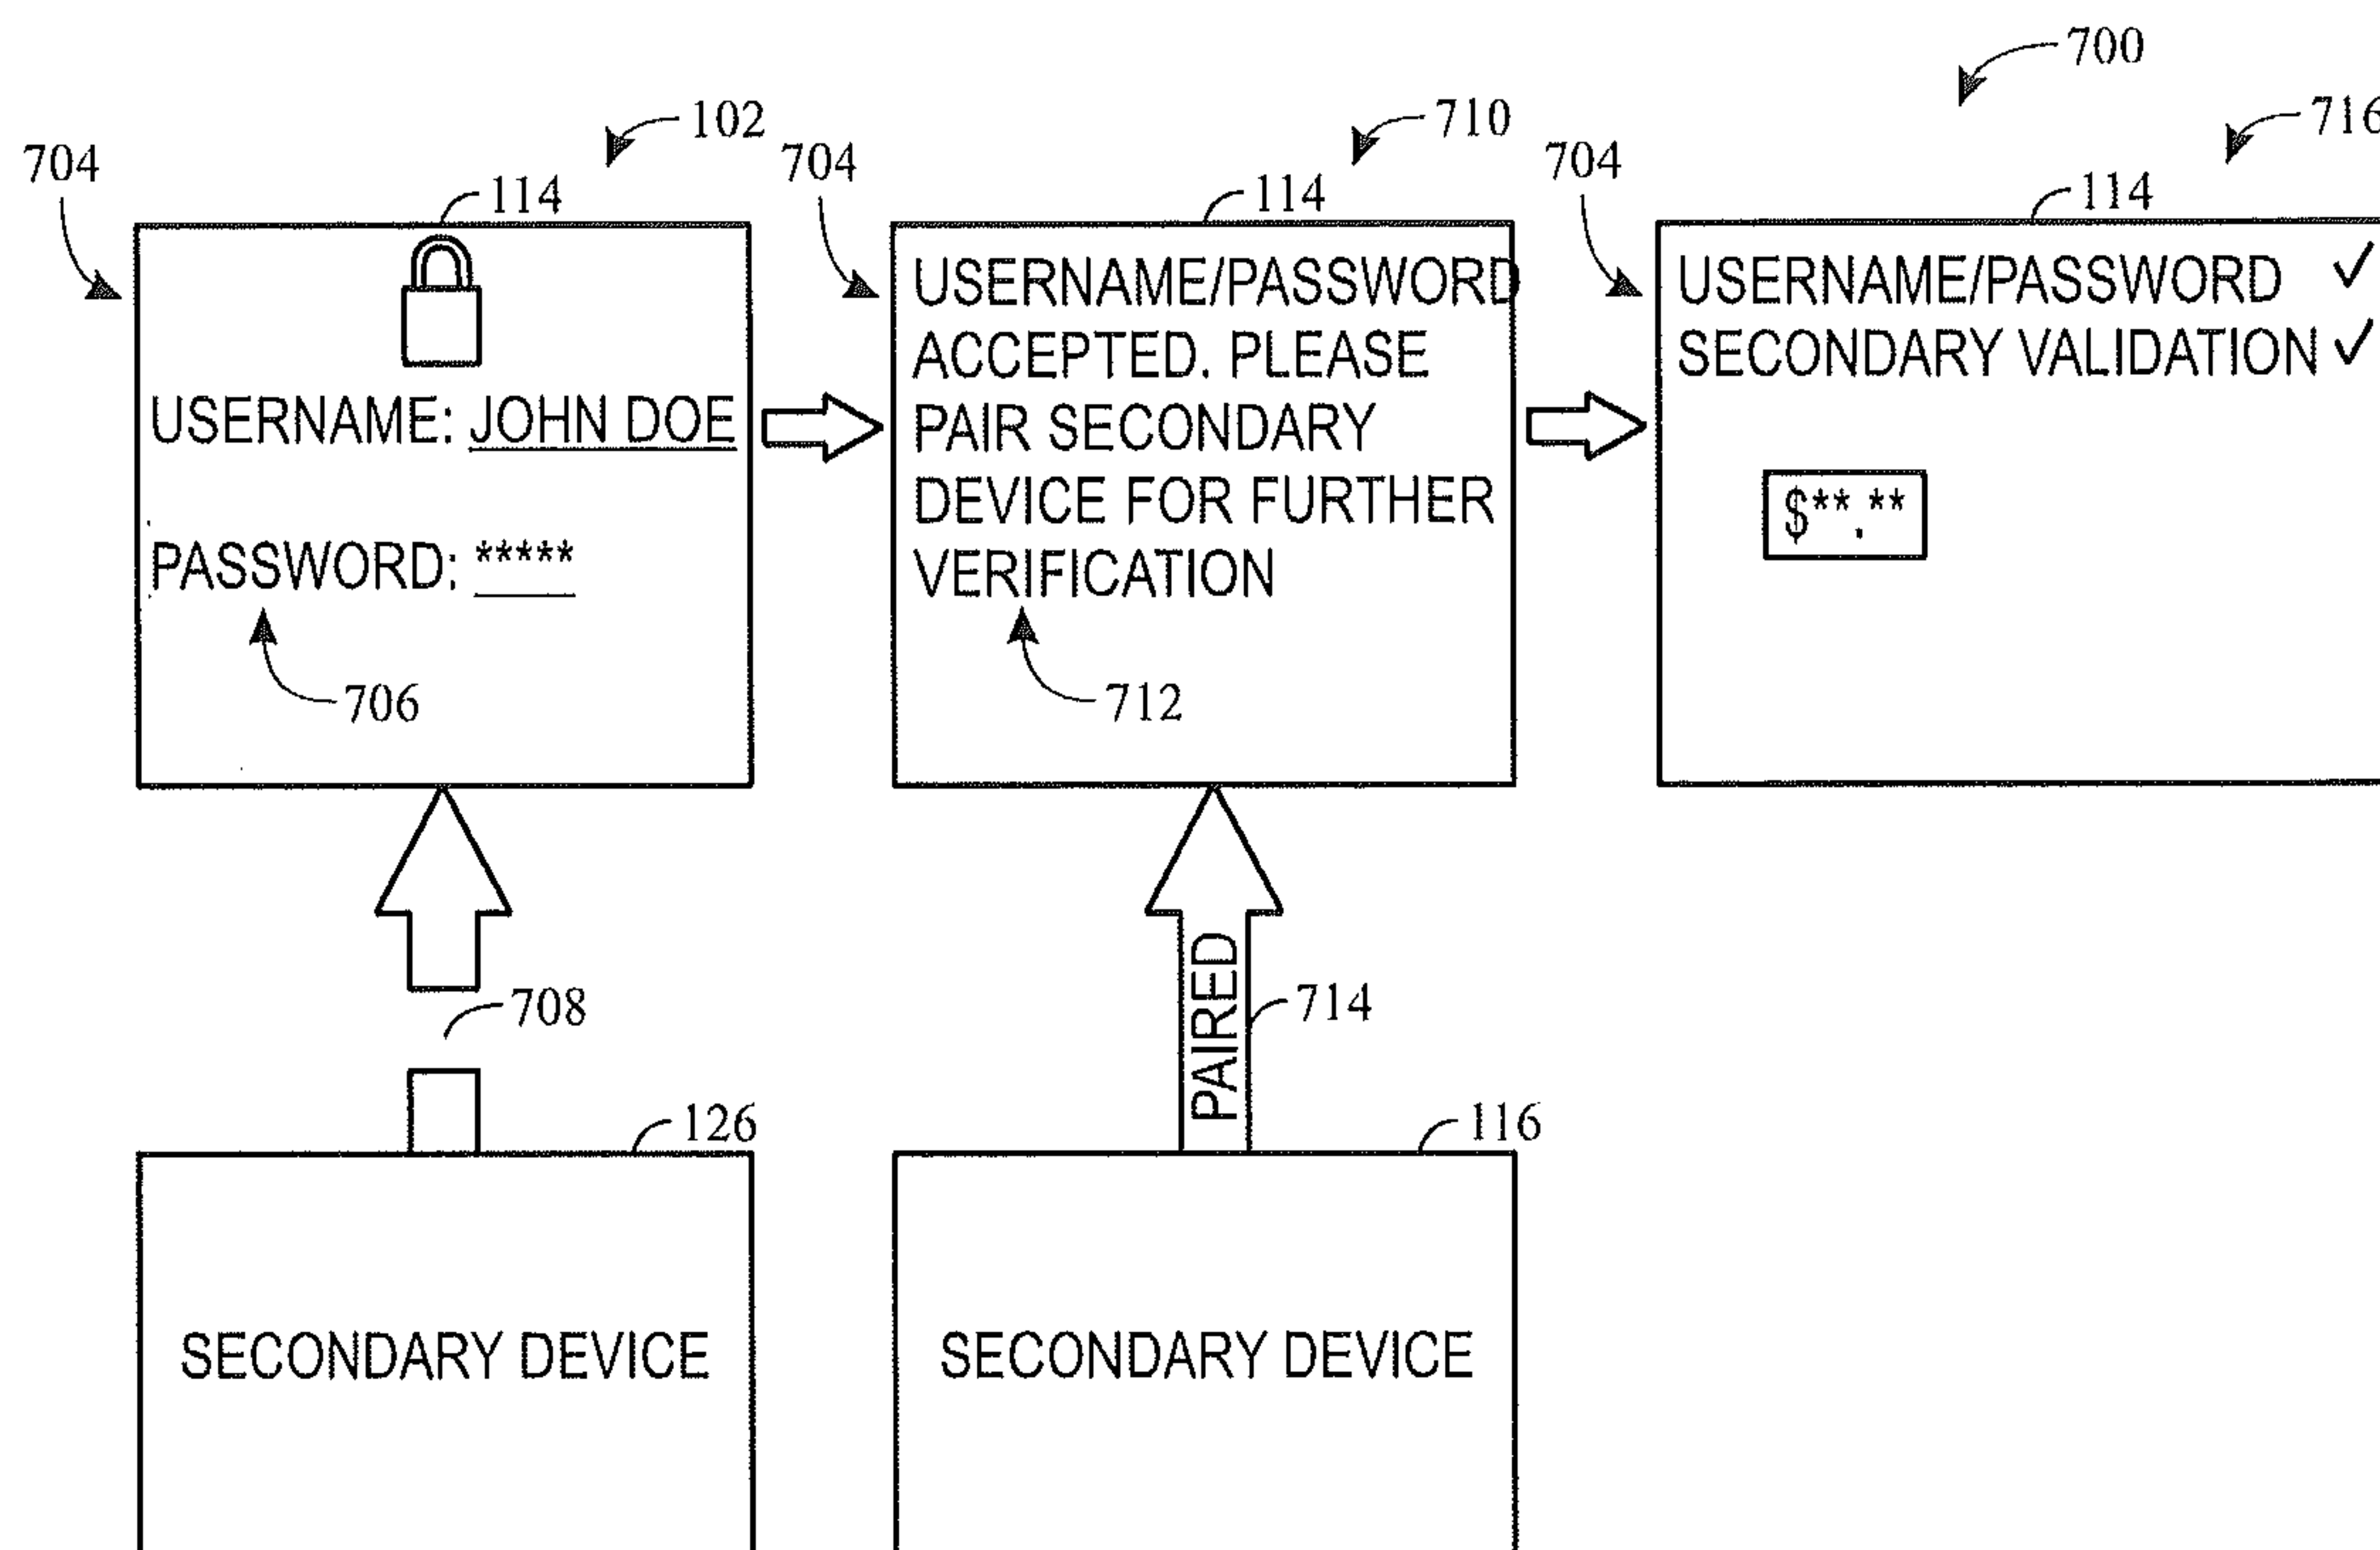 700
102
710
716
704
704
704
114
114
114
USERNAME: JOHN DOE
PASSWORD: *****
706
USERNAME/PASSWORD
ACCEPTED. PLEASE
PAIR SECONDARY
DEVICE FOR FURTHER
VERIFICATION
712
USERNAME/PASSWORD ✓
SECONDARY VALIDATION ✓
$**.**
708
PAIRED
714
126
116
SECONDARY DEVICE
SECONDARY DEVICE